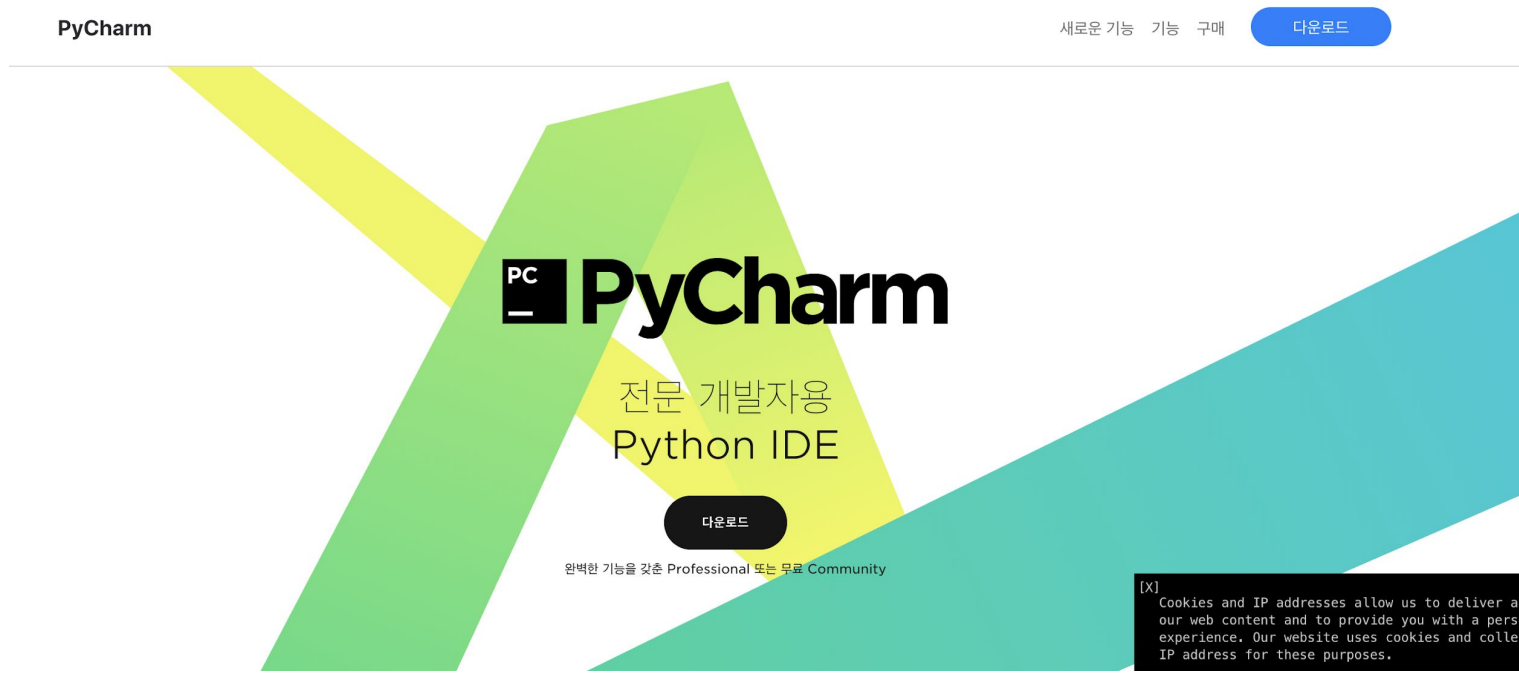 PyCharm
새로운 기능 기능 구매 다운로드
PC
PyCharm
전문 개발자용
Python IDE
다운로드
완벽한 기능을 갖춘 Professional 또는 무료 Community
[X]
Cookies and IP addresses allow us to deliver a
our web content and to provide you with a pers
experience. Our website uses cookies and colle
IP address for these purposes.